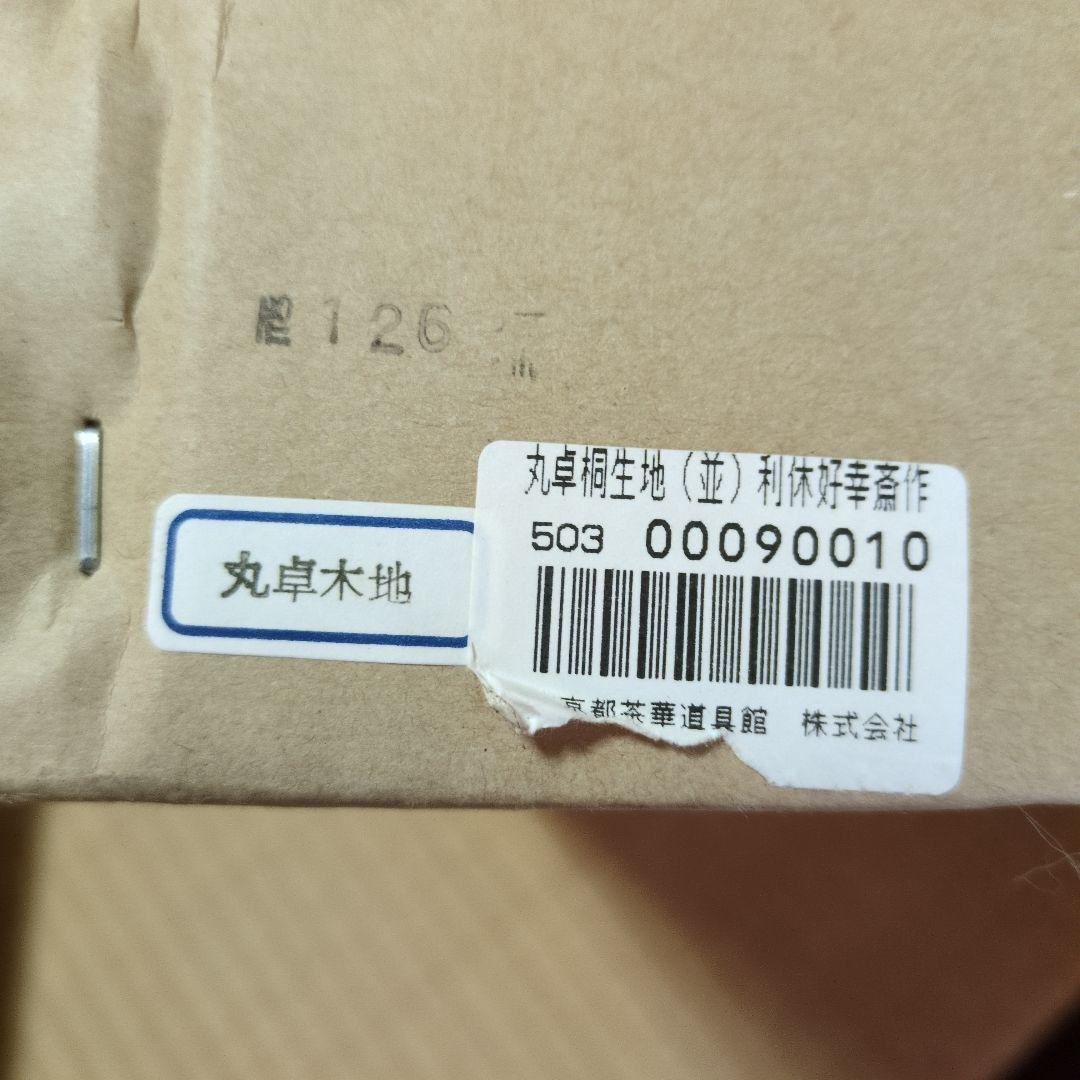 126
丸卓桐生地（並）利休好幸斎作
503 00090010
丸卓木地
京都茶華道具館 株式会社